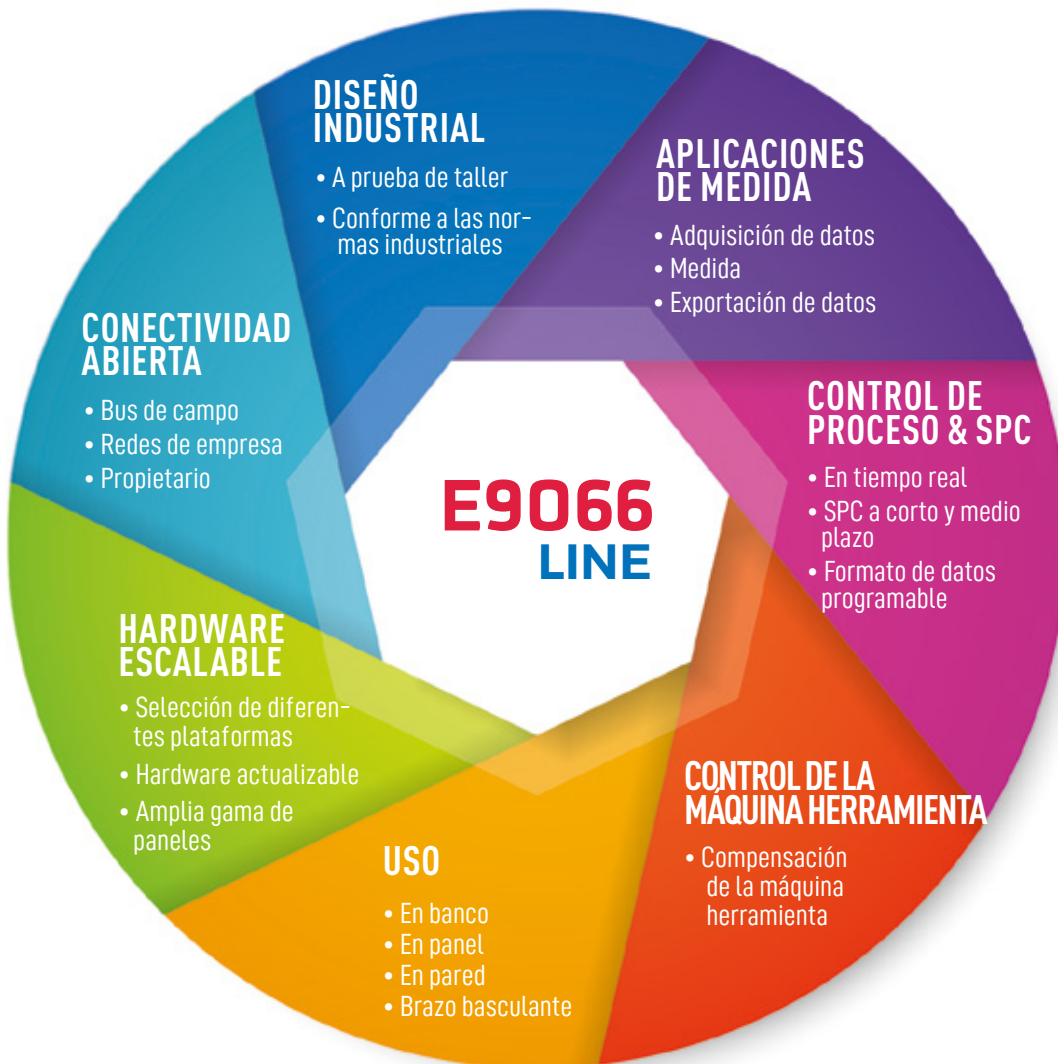 DISEÑO
INDUSTRIAL
• A prueba de taller
• Conforme a las nor-
mas industriales
APLICACIONES
DE MEDIDA
• Adquisición de datos
• Medida
• Exportación de datos
CONTROL DE
PROCESO & SPC
• En tiempo real
• SPC a corto y medio
plazo
• Formato de datos
programable
CONTROL DE LA
MÁQUINA HERRAMIENTA
• Compensación
de la máquina
herramienta
USO
• En banco
• En panel
• En pared
• Brazo basculante
HARDWARE
ESCALABLE
• Selección de diferen-
tes plataformas
• Hardware actualizable
• Amplia gama de
paneles
CONECTIVIDAD
ABIERTA
• Bus de campo
• Redes de empresa
• Propietario
E9066
LINE